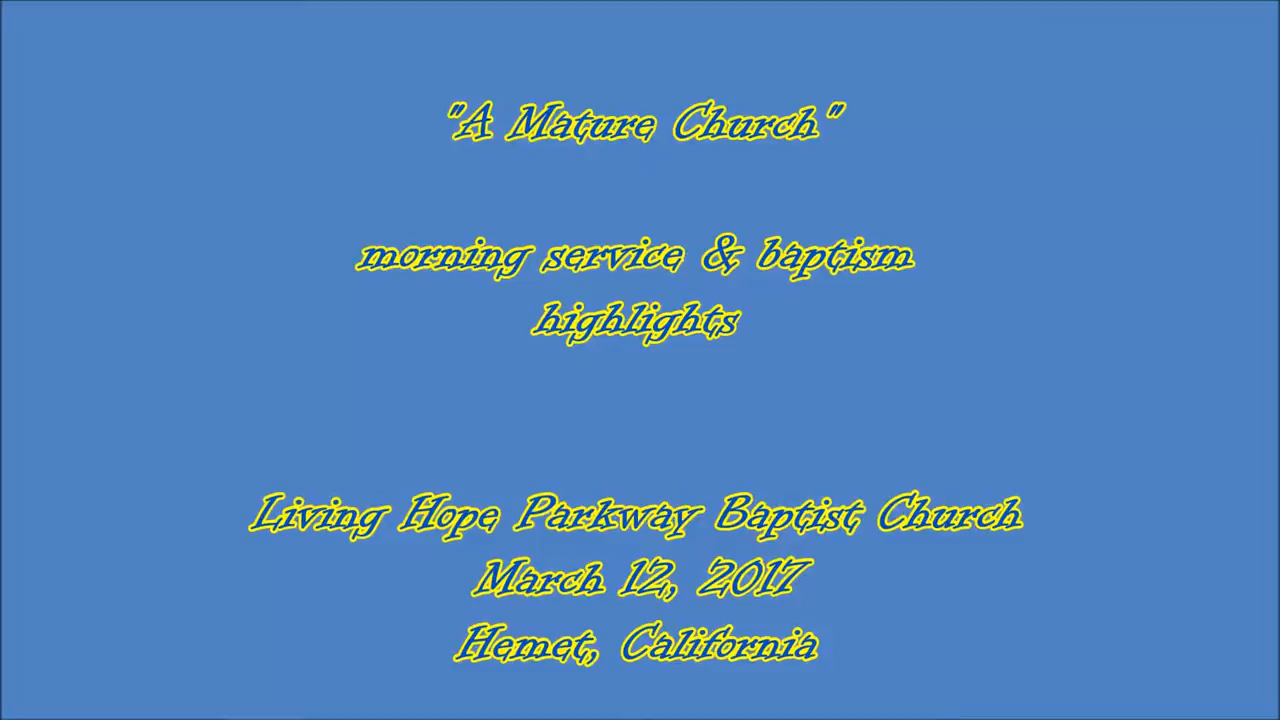 "A Mature Church"
morning service & baptism
highlights
Living Hope Parkway Baptist Church
March 12, 2017
Hemet, California